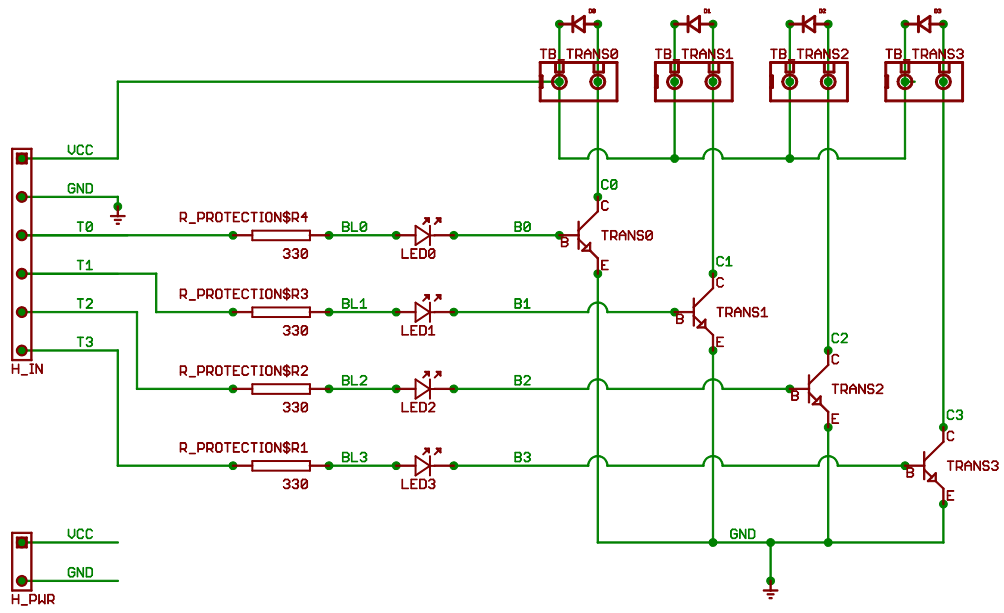 D0 D1 D2 D3
TB_TRANS0 TB_TRANS1 TB_TRANS2 TB_TRANS3
VCC
GND
C0
C
R_PROTECTION$R4
T0 BL0 B0
B TRANS0
330 LED0
E
T1
C1
C
R_PROTECTION$R3
T2 BL1 B1
B TRANS1
330 LED1
E
T3
C2
C
H_IN
R_PROTECTION$R2
BL2 B2
B TRANS2
330 LED2
E
C3
C
R_PROTECTION$R1
BL3 B3
B TRANS3
330 LED3
E
VCC GND
GND
H_PWR